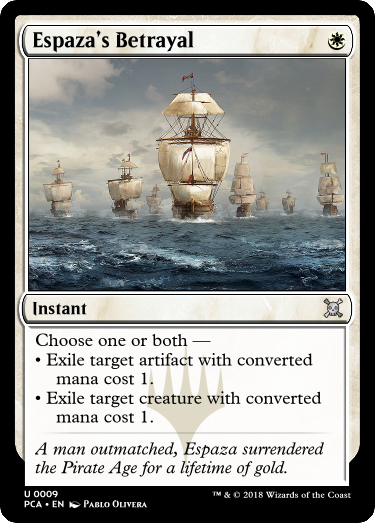 Espaza's Betrayal
Instant
Choose one or both —
• Exile target artifact with converted
mana cost 1.
• Exile target creature with converted
mana cost 1.
A man outmatched, Espaza surrendered
the Pirate Age for a lifetime of gold.
U 0009
PCA • EN Pablo Olivera
™ & © 2018 Wizards of the Coast